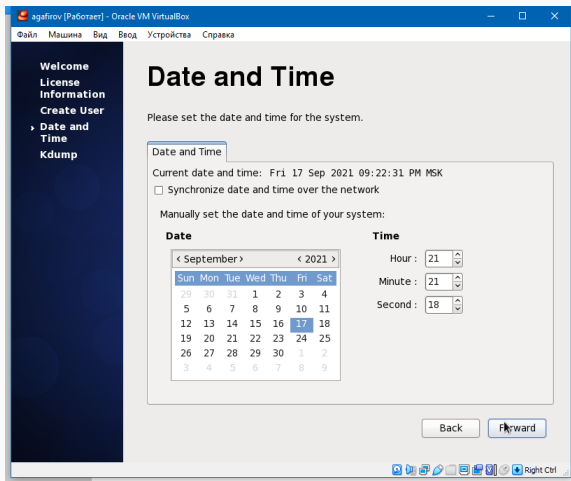 agafirov [Работает] - Oracle VM VirtualBox
Файл Машина Вид Ввод Устройства Справка
Welcome
License
Information
Create User
Date and
Time
Kdump
Date and Time
Please set the date and time for the system.
Date and Time
Current date and time: Fri 17 Sep 2021 09:22:31 PM MSK
Synchronize date and time over the network
Manually set the date and time of your system:
Date
September 2021
Sun Mon Tue Wed Thu Fri Sat
29 30 31 1 2 3 4
5 6 7 8 9 10 11
12 13 14 15 16 17 18
19 20 21 22 23 24 25
26 27 28 29 30 1 2
3 4 5 6 7 8 9
Time
Hour : 21
Minute : 21
Second : 18
Back Forward
Right Ctrl